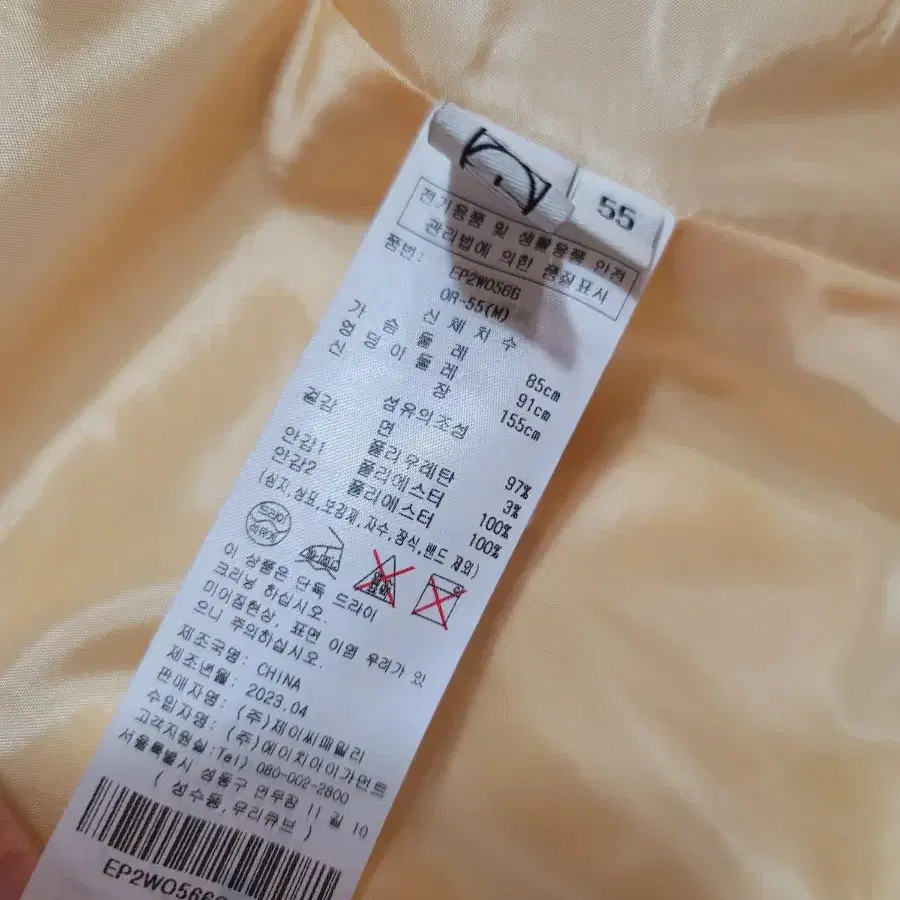 55
전기용품 및 생활용품 안전
관리법에 의한 품질표시
품번: EP2WO566
OR-55(M)
신체치수
가슴둘레 85cm
엉덩이둘레 91cm
신장 155cm
섬유의조성
겉감 면 97%
폴리우레탄 3%
안감1 폴리에스터 100%
안감2 폴리에스터 100%
(심지,상표,보강재,자수,장식,밴드 제외)
드라이
석유계
이 상품은 단독 드라이
크리닝 하십시오.
미어짐현상, 표면 이염 우려가 있
으니 주의하십시오.
제조국명: CHINA
제조년월: 2023.04
판매자명: (주)제이씨패밀리
수입자명: (주)에이치아이가먼트
고객지원실:Tel) 080-002-2800
서울특별시 성동구 연무장 11 길 10
( 성수동,우리큐브 )
EP2WO566